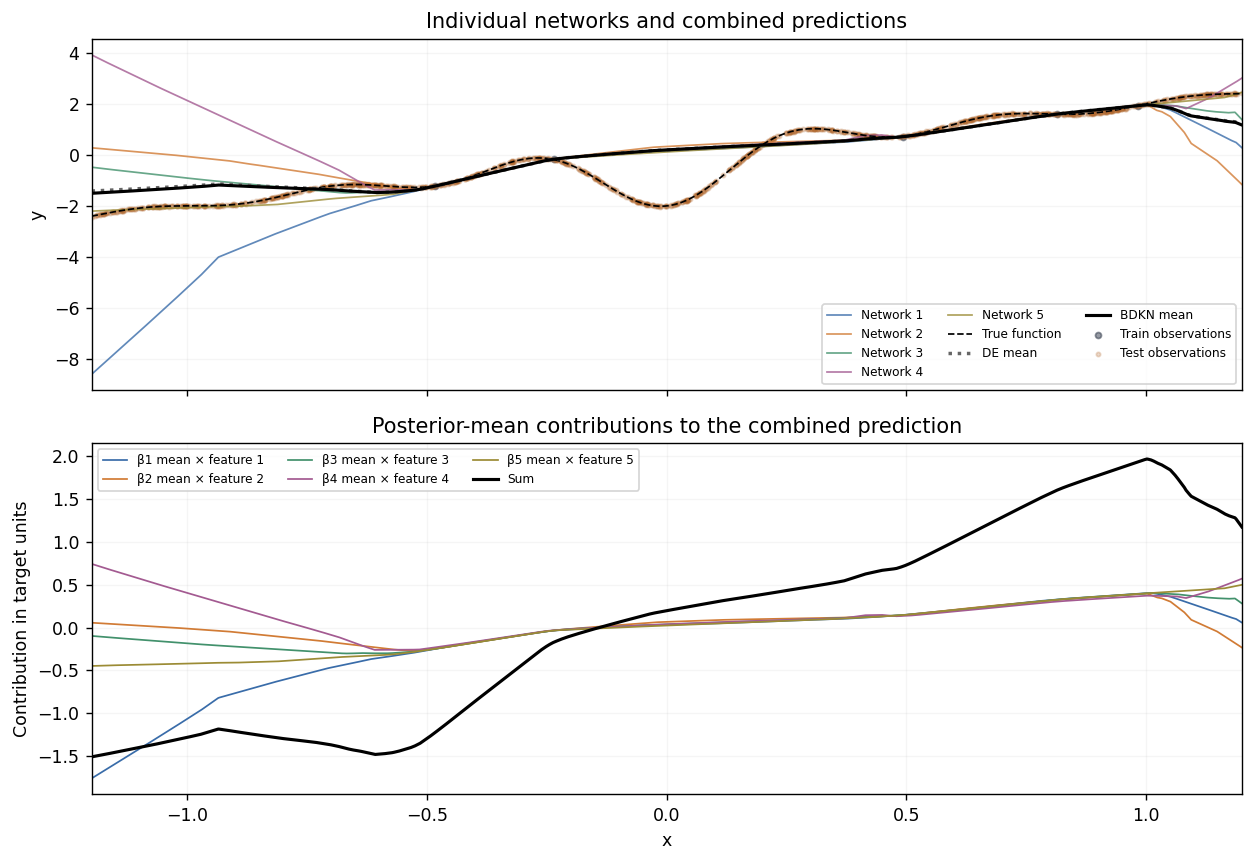 Individual networks and combined predictions
4
2
0
−2
−4
−6
−8
y
Network 1
Network 2
Network 3
Network 4
Network 5
True function
DE mean
BDKN mean
Train observations
Test observations
Posterior-mean contributions to the combined prediction
β1 mean × feature 1
β2 mean × feature 2
β3 mean × feature 3
β4 mean × feature 4
β5 mean × feature 5
Sum
2.0
1.5
1.0
0.5
0.0
−0.5
−1.0
−1.5
Contribution in target units
−1.0
−0.5
0.0
0.5
1.0
x